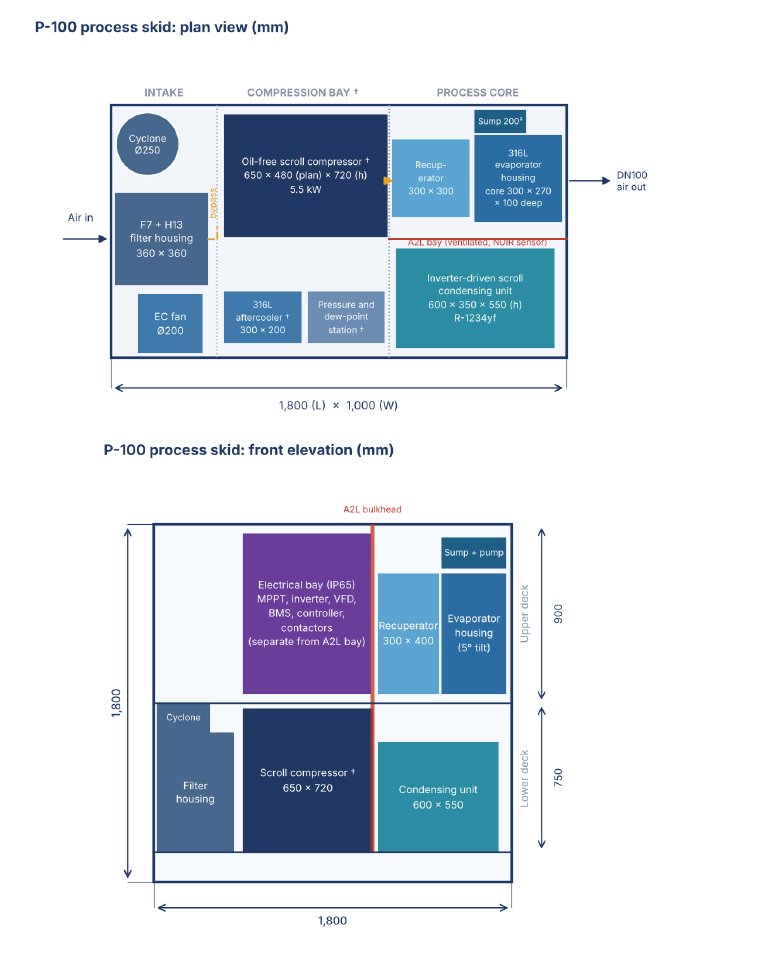 P-100 process skid: plan view (mm)
INTAKE
COMPRESSION BAY †
PROCESS CORE
Cyclone
Ø250
Oil-free scroll compressor †
650 × 480 (plan) × 720 (h)
5.5 kW
Recup-
erator
300 × 300
Sump 200²
316L
evaporator
housing
core 300 × 270
× 100 deep
DN100
air out
Air in
bypass
F7 + H13
filter housing
360 × 360
A2L bay (ventilated, NDIR sensor)
Inverter-driven scroll
condensing unit
600 × 350 × 550 (h)
R-1234yf
EC fan
Ø200
316L
aftercooler †
300 × 200
Pressure and
dew-point
station †
1,800 (L) × 1,000 (W)
P-100 process skid: front elevation (mm)
A2L bulkhead
Electrical bay (IP65)
MPPT, inverter, VFD,
BMS, controller,
contactors
(separate from A2L bay)
Sump + pump
Recuperator
300 × 400
Evaporator
housing
(5° tilt)
Upper deck
900
1,800
Cyclone
Filter
housing
Scroll compressor †
650 × 720
Condensing unit
600 × 550
Lower deck
750
1,800